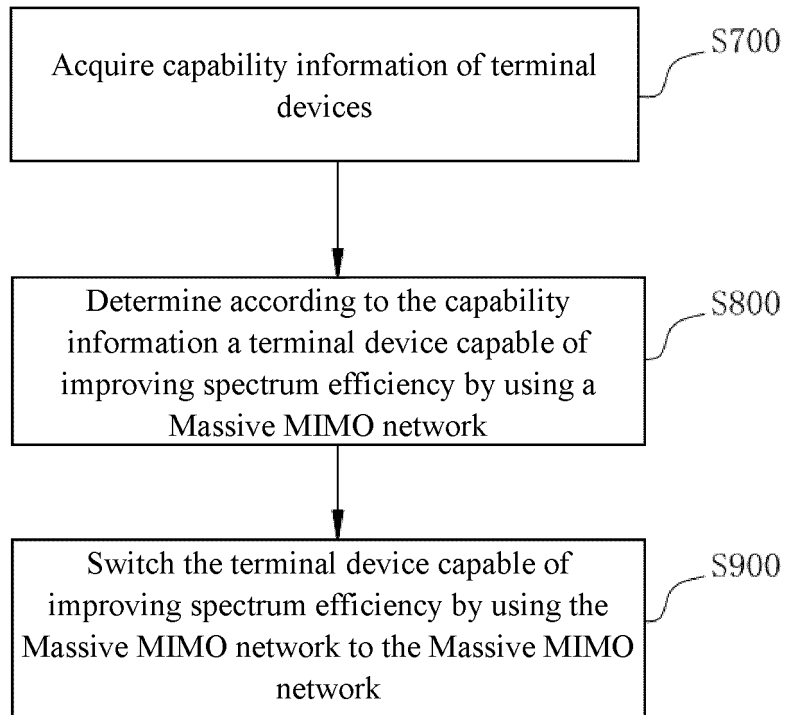 S700
Acquire capability information of terminal
devices
S800
Determine according to the capability
information a terminal device capable of
improving spectrum efficiency by using a
Massive MIMO network
S900
Switch the terminal device capable of
improving spectrum efficiency by using the
Massive MIMO network to the Massive MIMO
network